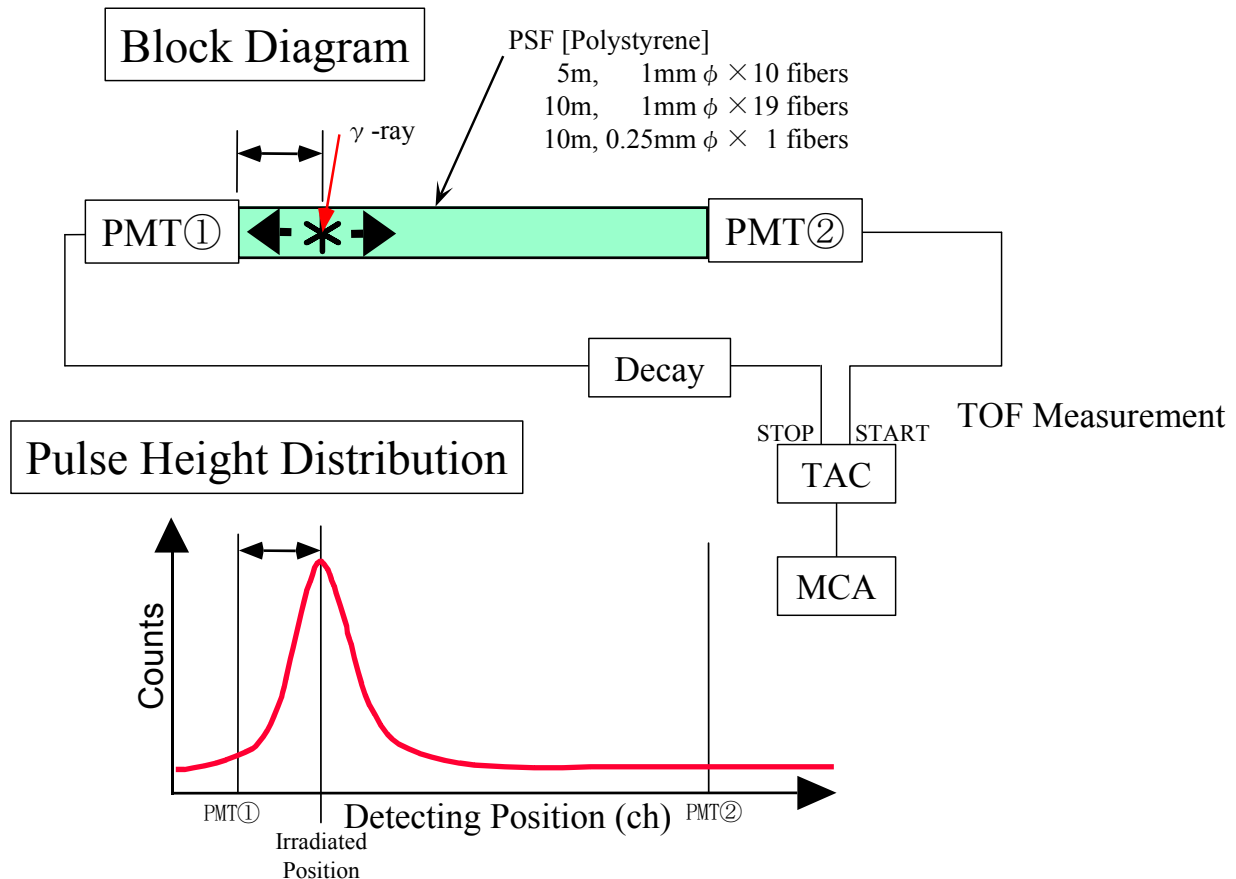 Block Diagram
PSF [Polystyrene]
5m, 1mm φ ×10 fibers
10m, 1mm φ ×19 fibers
10m, 0.25mm φ × 1 fibers
γ -ray
PMT①
PMT②
Decay
TOF Measurement
STOP
START
TAC
MCA
Pulse Height Distribution
Counts
PMT①
Detecting Position (ch)
PMT②
Irradiated
Position